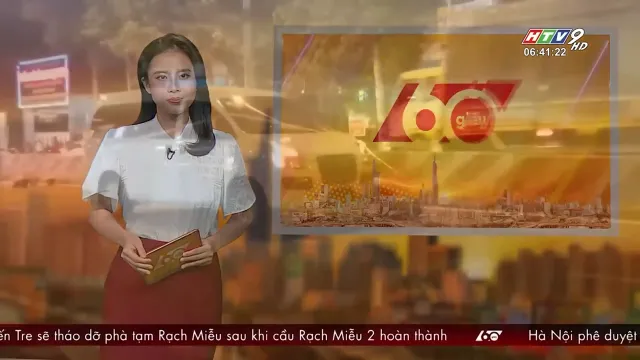 HTV9 HD
06:41:22
60
giây
ến Tre sẽ tháo dỡ phà tạm Rạch Miễu sau khi cầu Rạch Miễu 2 hoàn thành 60 Hà Nội phê duyệt